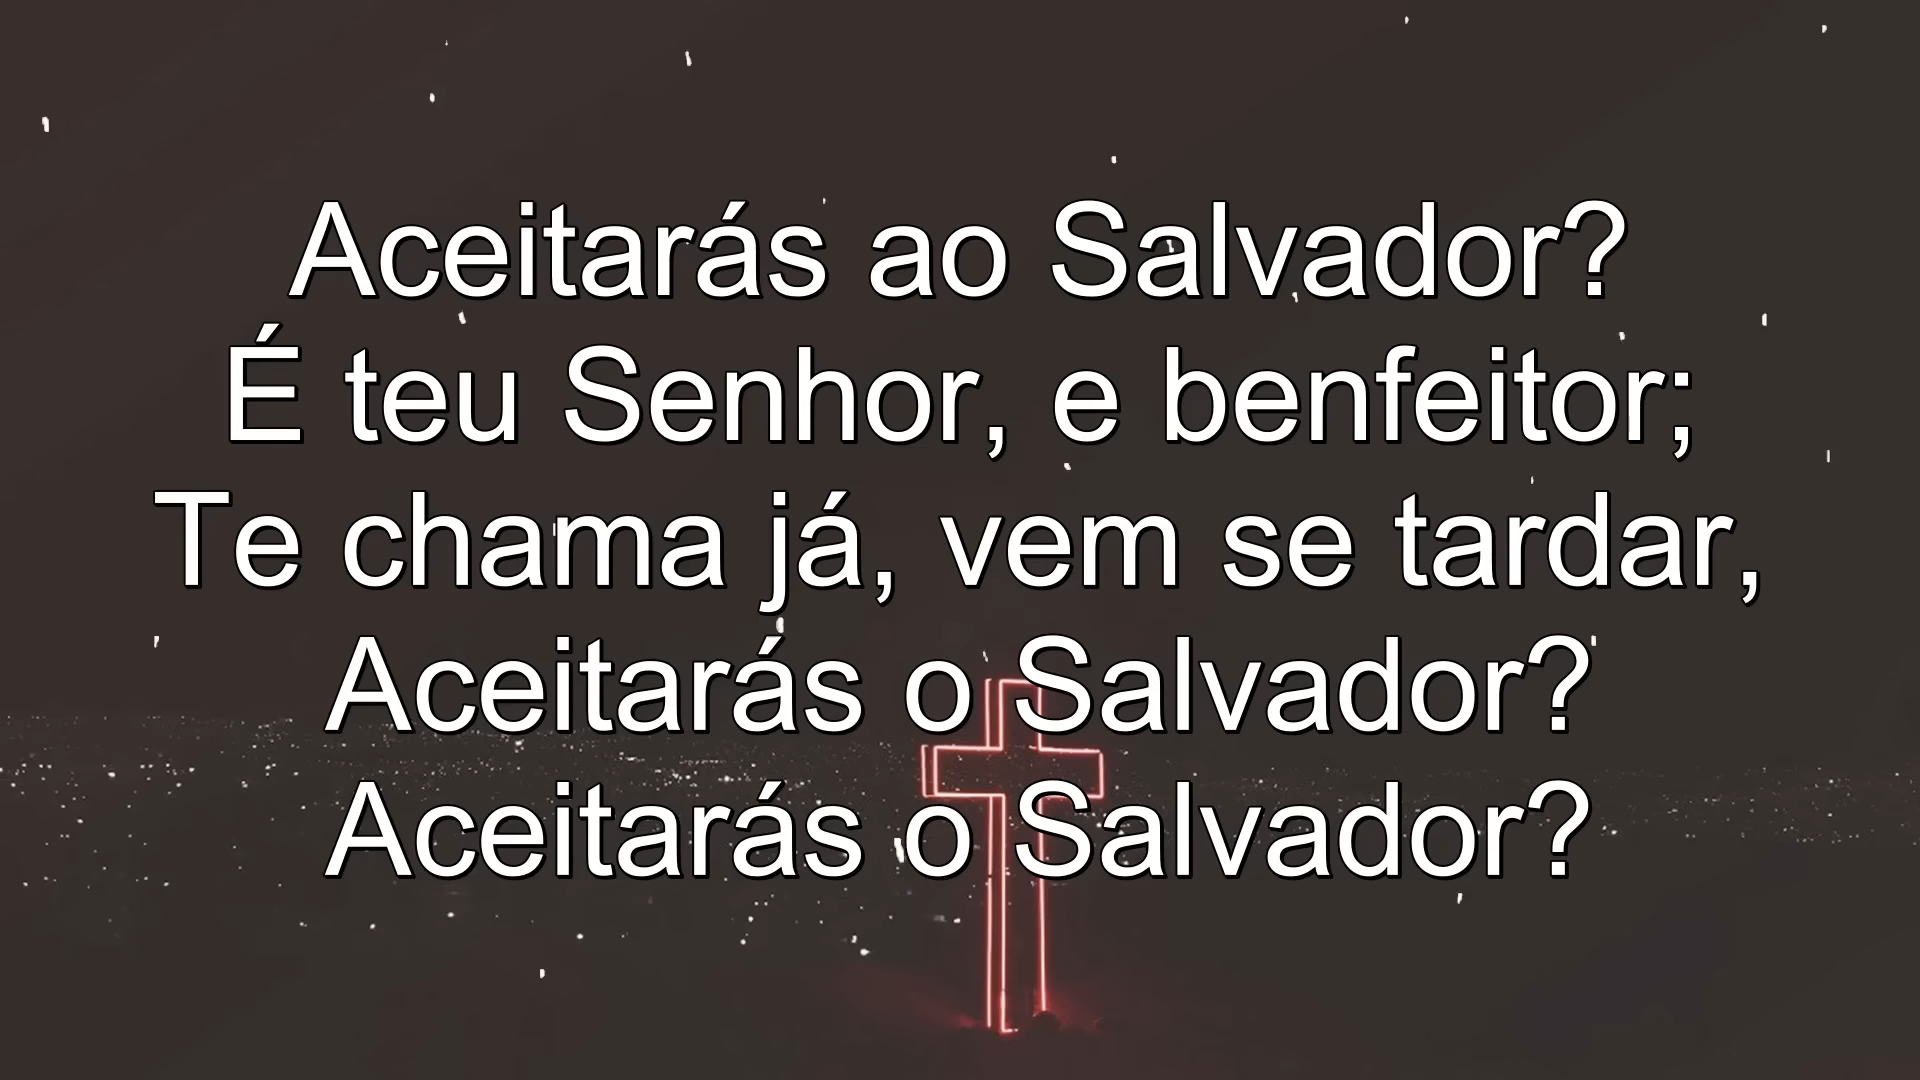 Aceitarás ao Salvador?
É teu Senhor, e benfeitor;
Te chama já, vem se tardar,
Aceitarás o Salvador?
Aceitarás o Salvador?